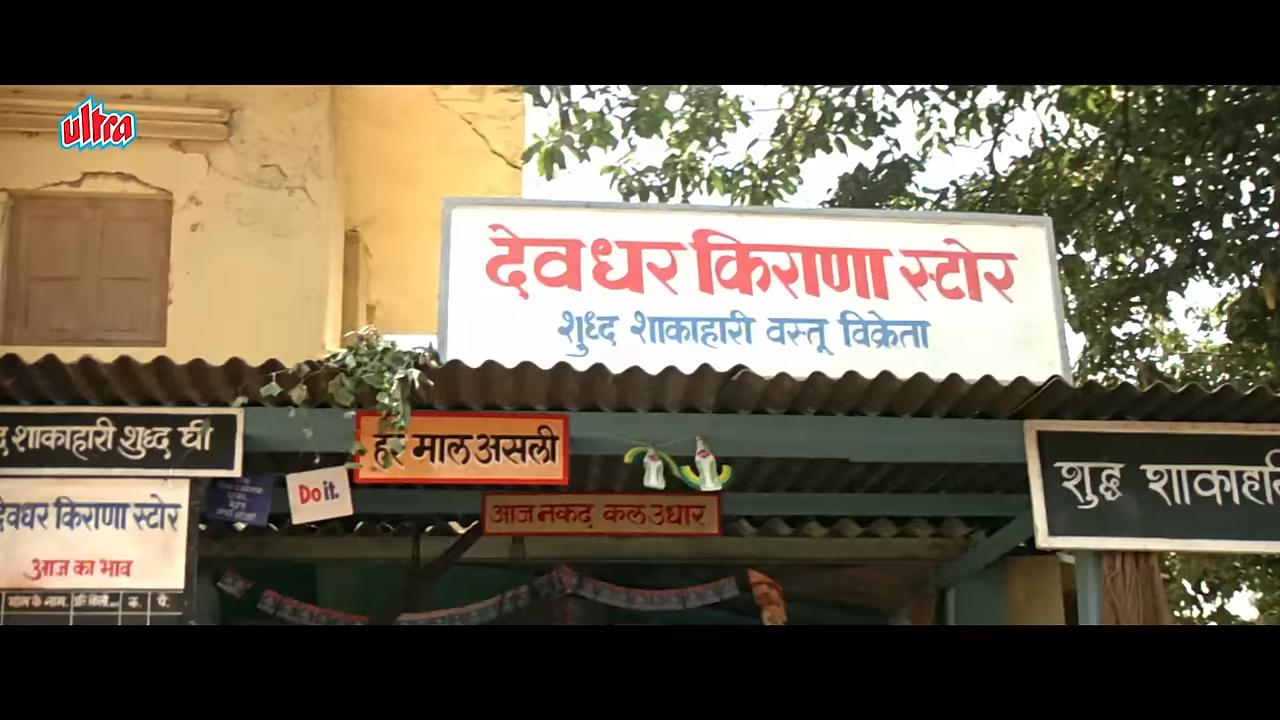 ultra
देवधर किराणा स्टोर
शुध्द शाकाहारी वस्तू विक्रेता
शाकाहारी शुध्द घी
हर माल असली
शुद्ध
Do it.
देवधर किराणा स्टोर
आज नकद कल उधार
आज का भाव